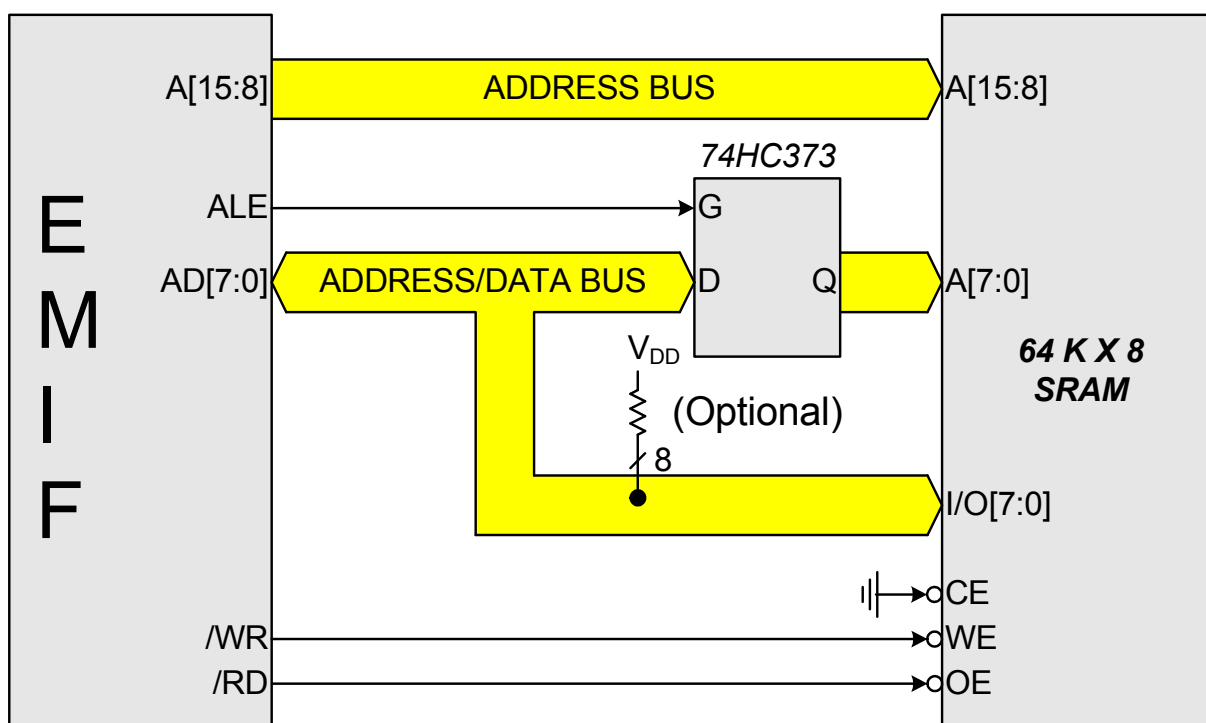 A[15:8] ADDRESS BUS A[15:8]
74HC373
ALE G
AD[7:0] ADDRESS/DATA BUS D Q A[7:0]
E
M
I
F
64 K X 8
SRAM
VDD
(Optional)
8
I/O[7:0]
CE
/WR WE
/RD OE